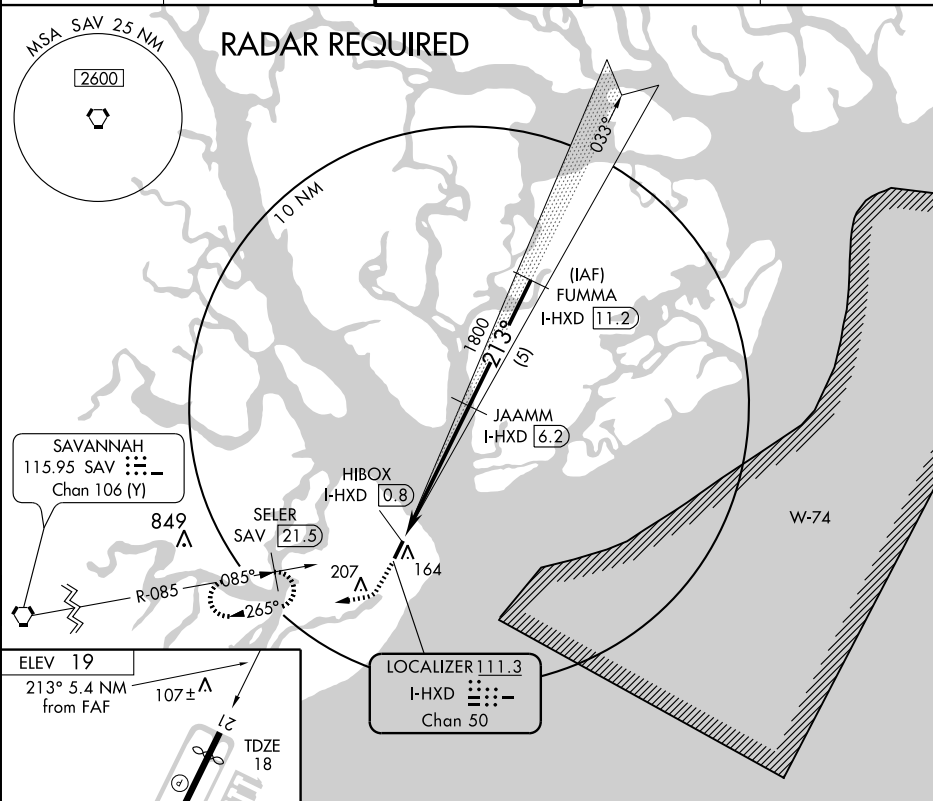 MSA SAV 25 NM
2600
RADAR REQUIRED
10 NM
033°
(IAF)
FUMMA
I-HXD 11.2
1800
213°
(5)
JAAMM
I-HXD 6.2
SAVANNAH
115.95 SAV
Chan 106 (Y)
HIBOX
I-HXD 0.8
849
SELER
SAV 21.5
W-74
R-085
085°
265°
207
164
LOCALIZER 111.3
I-HXD
Chan 50
ELEV 19
213° 5.4 NM
from FAF
107±
21
TDZE
18
P